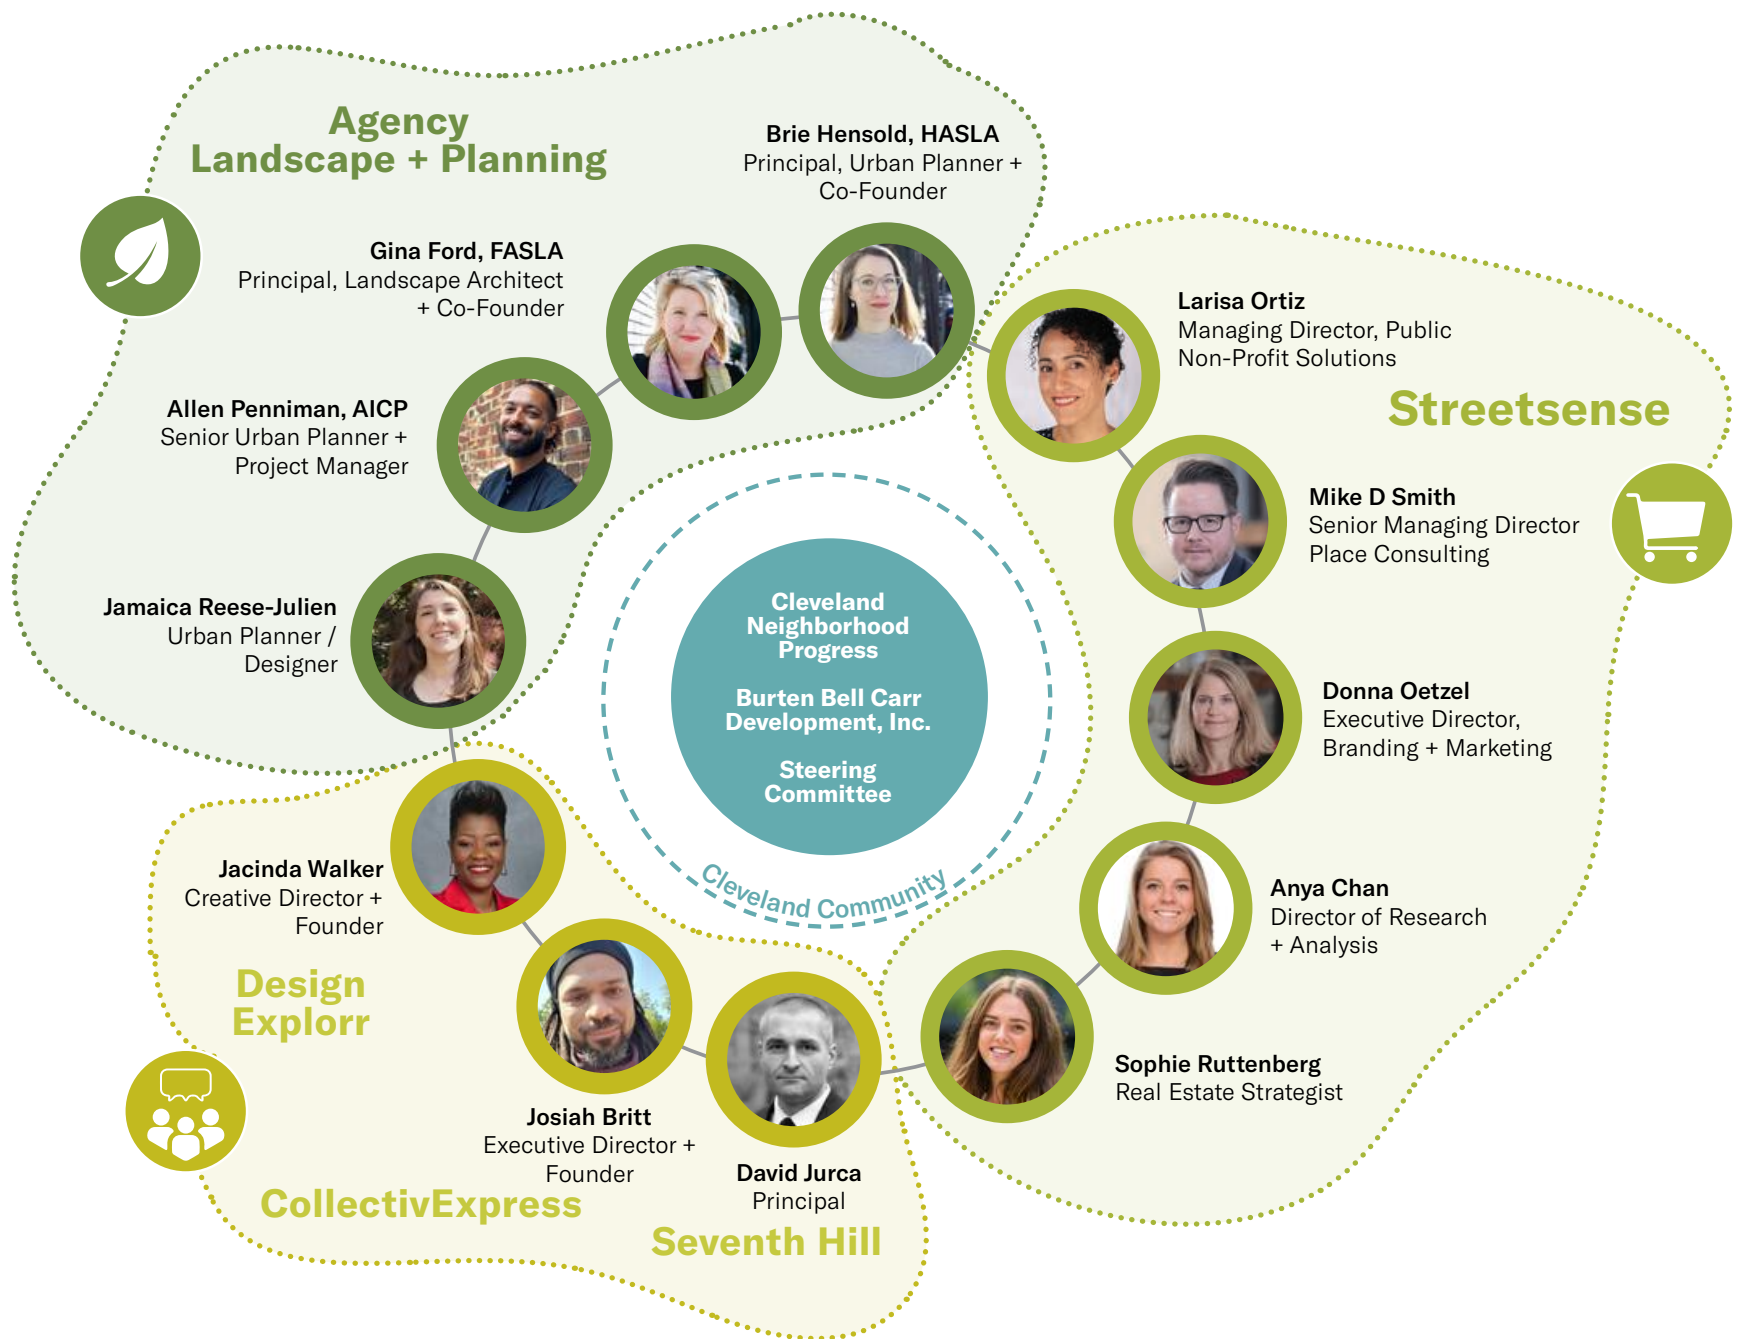 Agency
Landscape + Planning
Brie Hensold, HASLA
Principal, Urban Planner +
Co-Founder
Gina Ford, FASLA
Principal, Landscape Architect
+ Co-Founder
Allen Penniman, AICP
Senior Urban Planner +
Project Manager
Jamaica Reese-Julien
Urban Planner /
Designer
Larisa Ortiz
Managing Director, Public
Non-Profit Solutions
Streetsense
Mike D Smith
Senior Managing Director
Place Consulting
Donna Oetzel
Executive Director,
Branding + Marketing
Anya Chan
Director of Research
+ Analysis
Sophie Ruttenberg
Real Estate Strategist
Cleveland
Neighborhood
Progress
Burten Bell Carr
Development, Inc.
Steering
Committee
Cleveland Community
Jacinda Walker
Creative Director +
Founder
Design
Explorr
Josiah Britt
Executive Director +
Founder
CollectivExpress
David Jurca
Principal
Seventh Hill